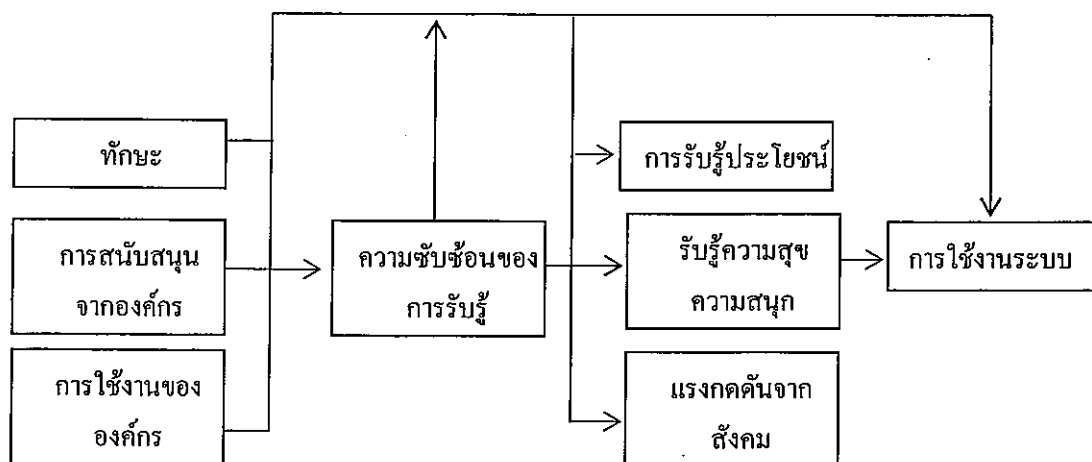 ทักษะ
การสนับสนุน
จากองค์กร
การใช้งานของ
องค์กร
ความซับซ้อนของ
การรับรู้
การรับรู้ประโยชน์
รับรู้ความสุข
ความสนุก
แรงกดดันจาก
สังคม
การใช้งานระบบ